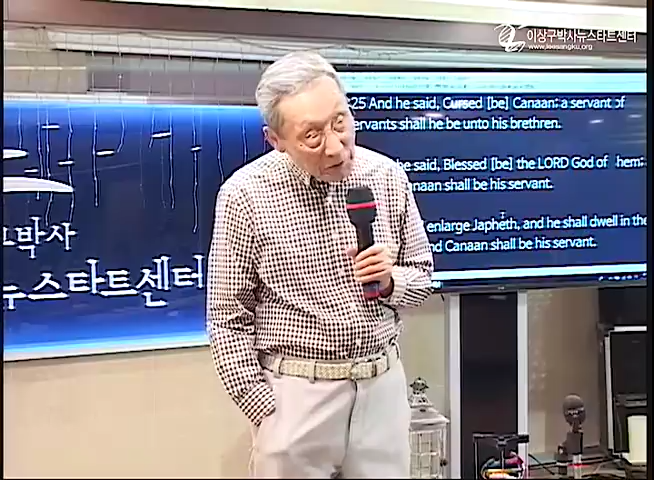 이상구박사뉴스타트센터
www.leesangku.org
:25 And he said, Cursed [be] Canaan; a servant of
servants shall he be unto his brethren.
he said, Blessed [be] the LORD God of
Canaan shall be his servant.
enlarge Japheth, and he shall dwell in the
and Canaan shall be his servant.
구박사
뉴스타트센터